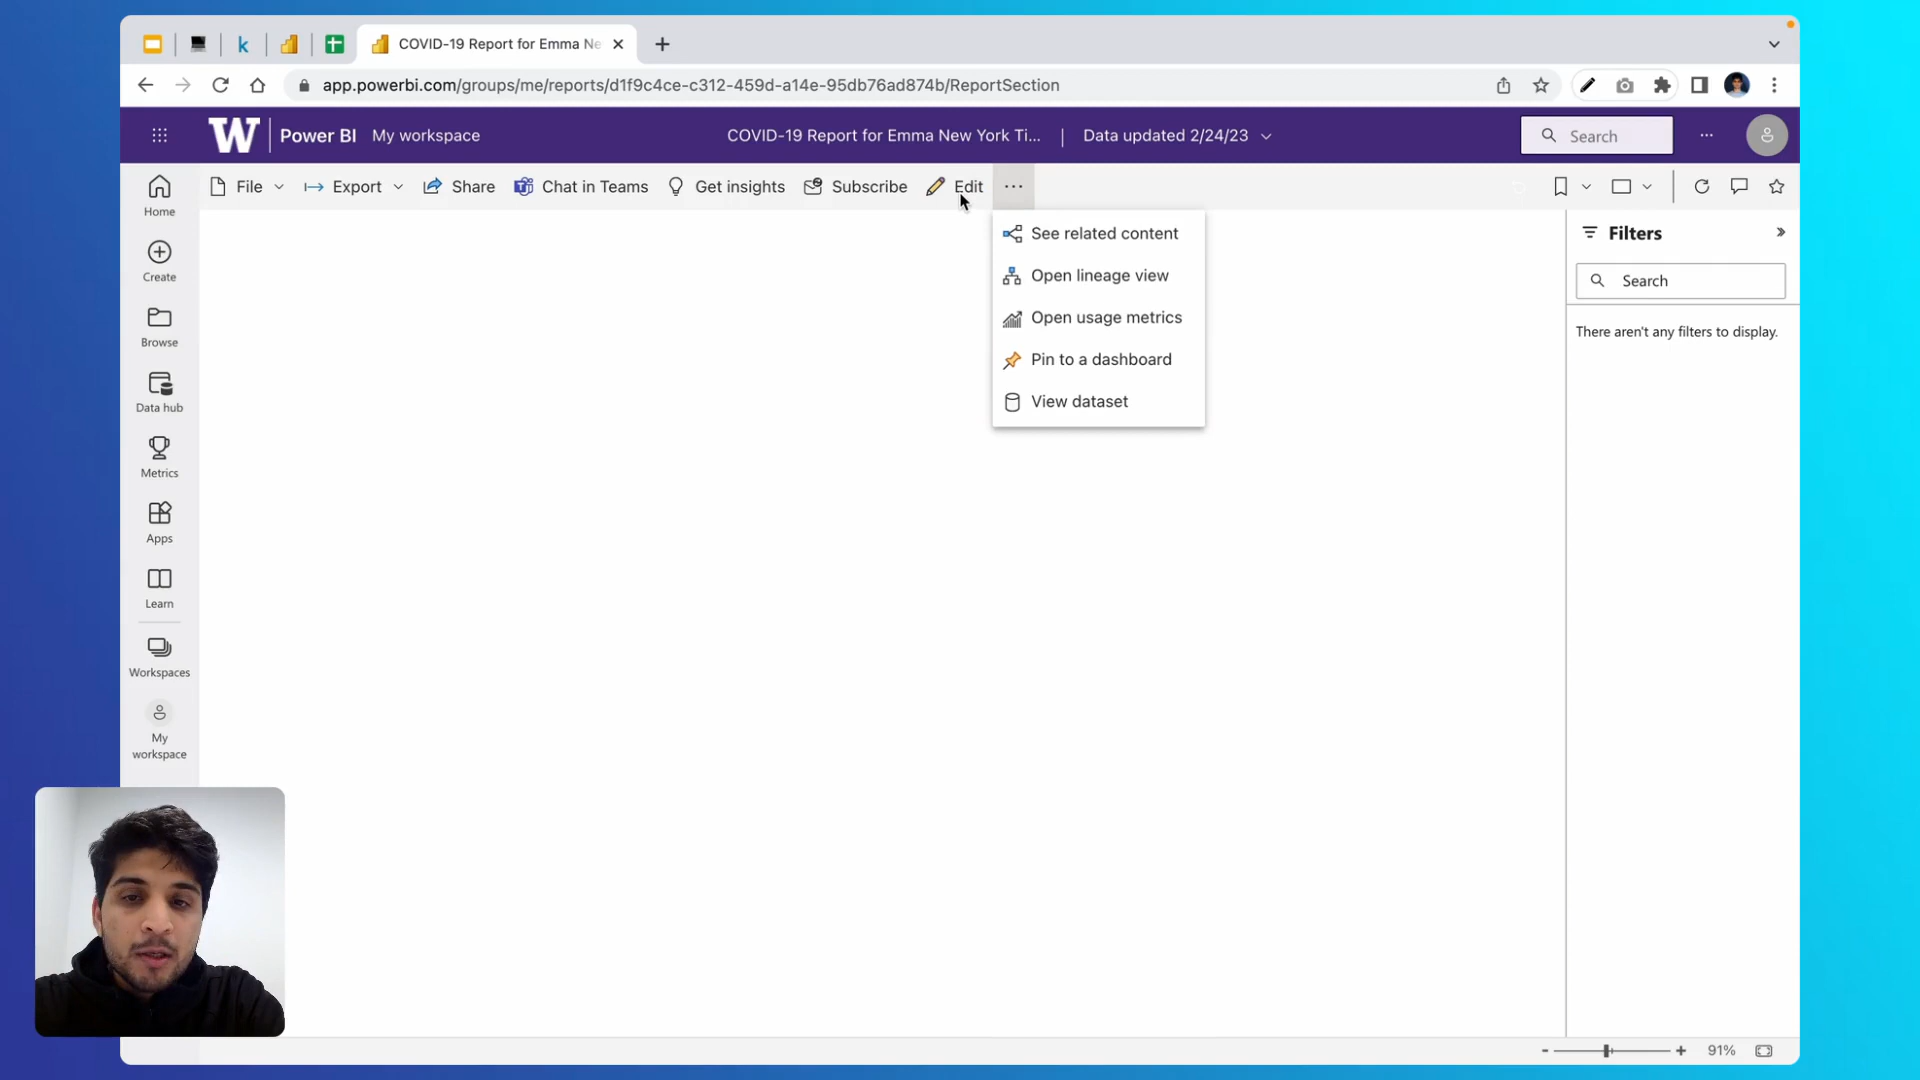 COVID-19 Report for Emma Ne
app.powerbi.com/groups/me/reports/d1f9c4ce-c312-459d-a14e-95db76ad874b/ReportSection
W Power BI My workspace COVID-19 Report for Emma New York Ti... | Data updated 2/24/23 Search
File Export Share Chat in Teams Get insights Subscribe Edit
Home
Create
Browse
Data hub
Metrics
Apps
Learn
Workspaces
My
workspace
See related content
Open lineage view
Open usage metrics
Pin to a dashboard
View dataset
Filters
Search
There aren't any filters to display.
- + 91%